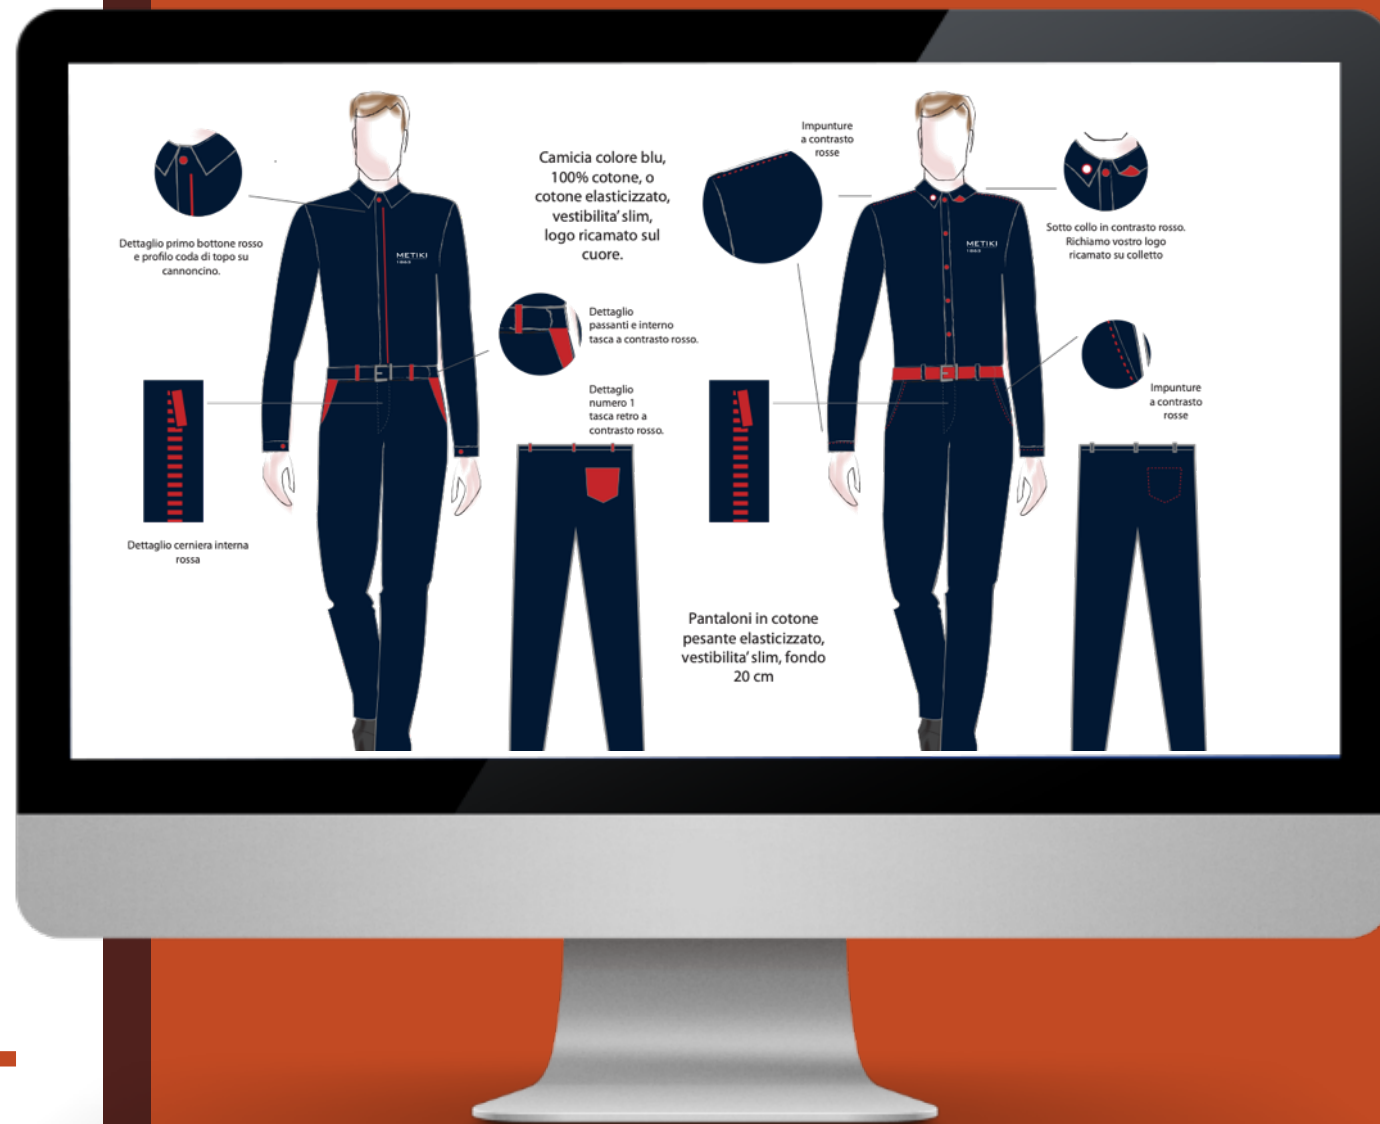 Dettaglio primo bottone rosso
e profilo coda di topo su
cannoncino.
METIKI
Camicia colore blu,
100% cotone, o
cotone elasticizzato,
vestibilita' slim,
logo ricamato sul
cuore.
Dettaglio
passanti e interno
tasca a contrasto rosso.
Dettaglio
numero 1
tasca retro a
contrasto rosso.
Dettaglio cerniera interna
rossa
Impunture
a contrasto
rosse
METIKI
Sotto collo in contrasto rosso.
Richiamo vostro logo
ricamato su colletto
Impunture
a contrasto
rosse
Pantaloni in cotone
pesante elasticizzato,
vestibilita' slim, fondo
20 cm